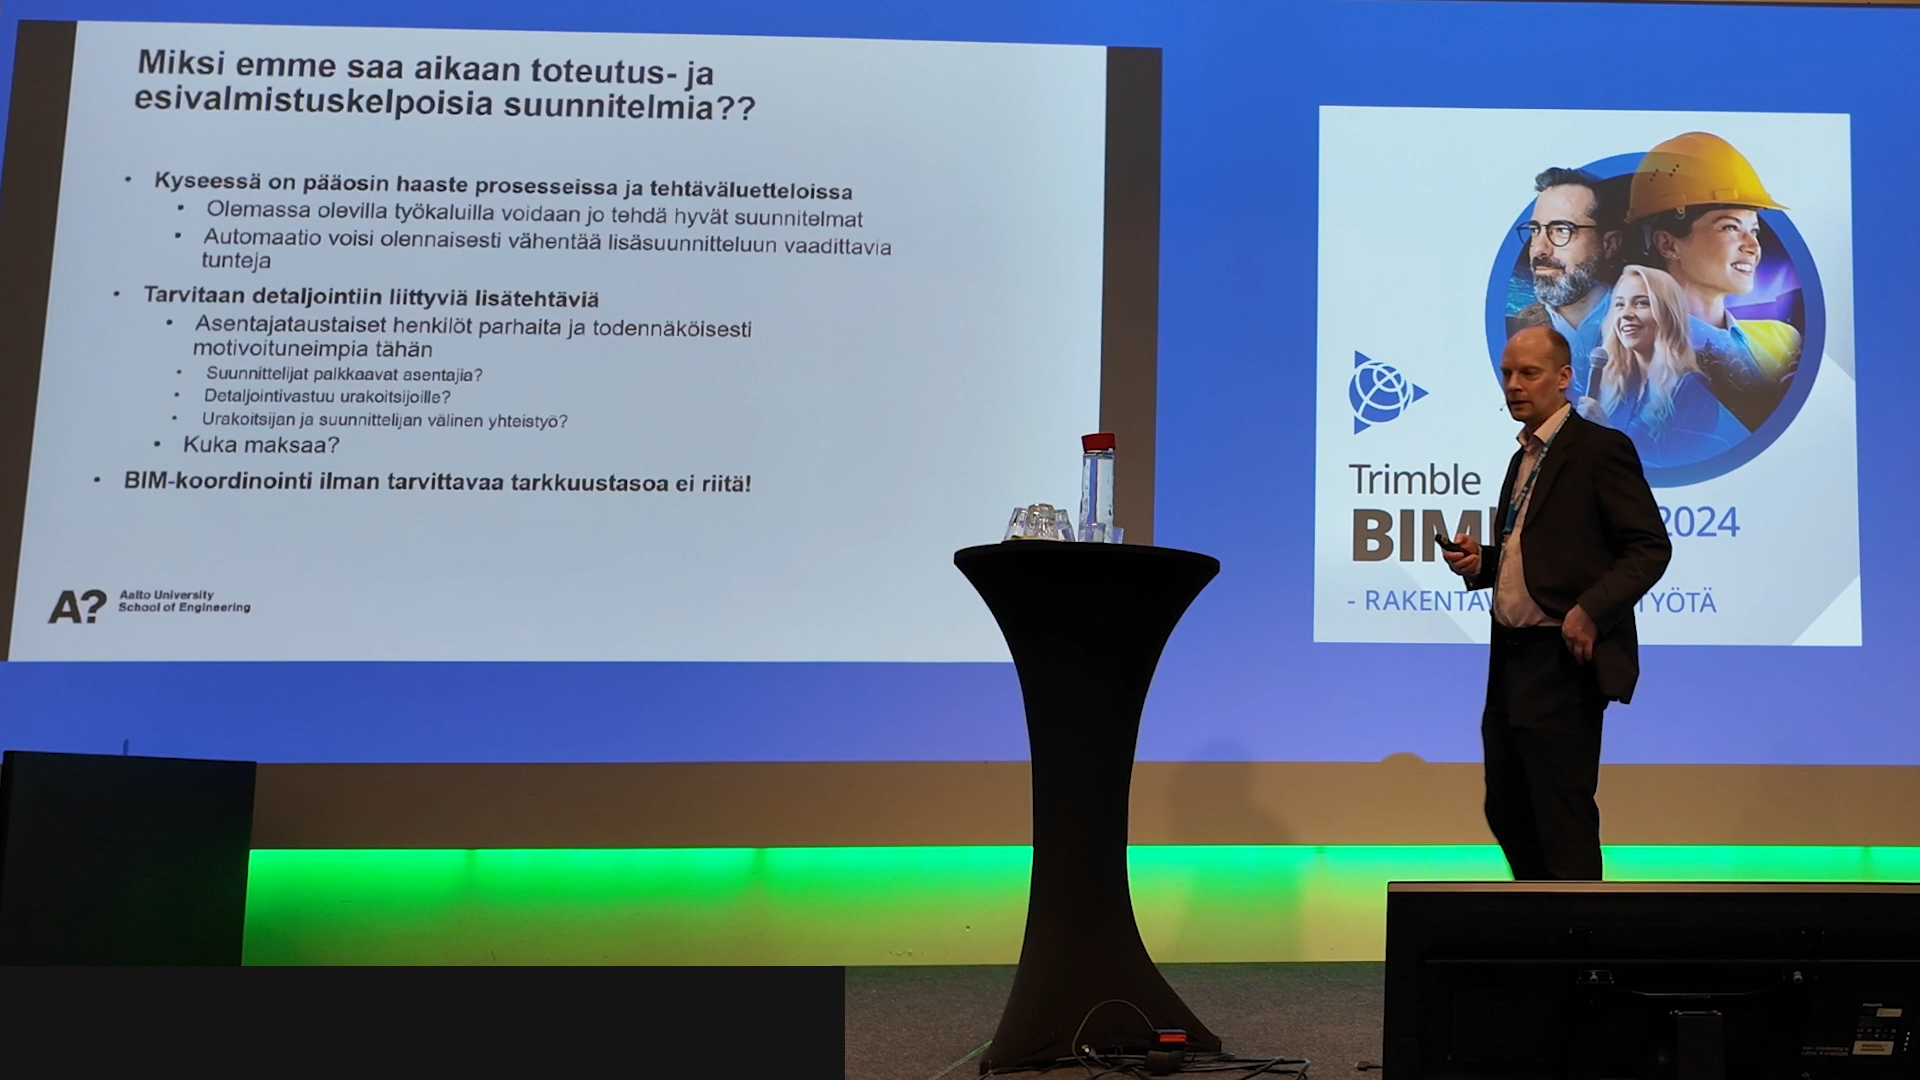 Miksi emme saa aikaan toteutus- ja
esivalmistuskelpoisia suunnitelmia??
• Kyseessä on pääosin haaste prosesseissa ja tehtäväluetteloissa
• Olemassa olevilla työkaluilla voidaan jo tehdä hyvät suunnitelmat
• Automaatio voisi olennaisesti vähentää lisäsuunnitteluun vaadittavia
tunteja
• Tarvitaan detaljointiin liittyviä lisätehtäviä
• Asentajataustaiset henkilöt parhaita ja todennäköisesti
motivoituneimpia tähän
• Suunnittelijat palkkaavat asentajia?
• Detaljointivastuu urakoitsijoille?
• Urakoitsijan ja suunnittelijan välinen yhteistyö?
• Kuka maksaa?
• BIM-koordinointi ilman tarvittavaa tarkkuustasoa ei riitä!
A? Aalto University
School of Engineering
Trimble
BIM 2024
- RAKENTAV TYÖTÄ